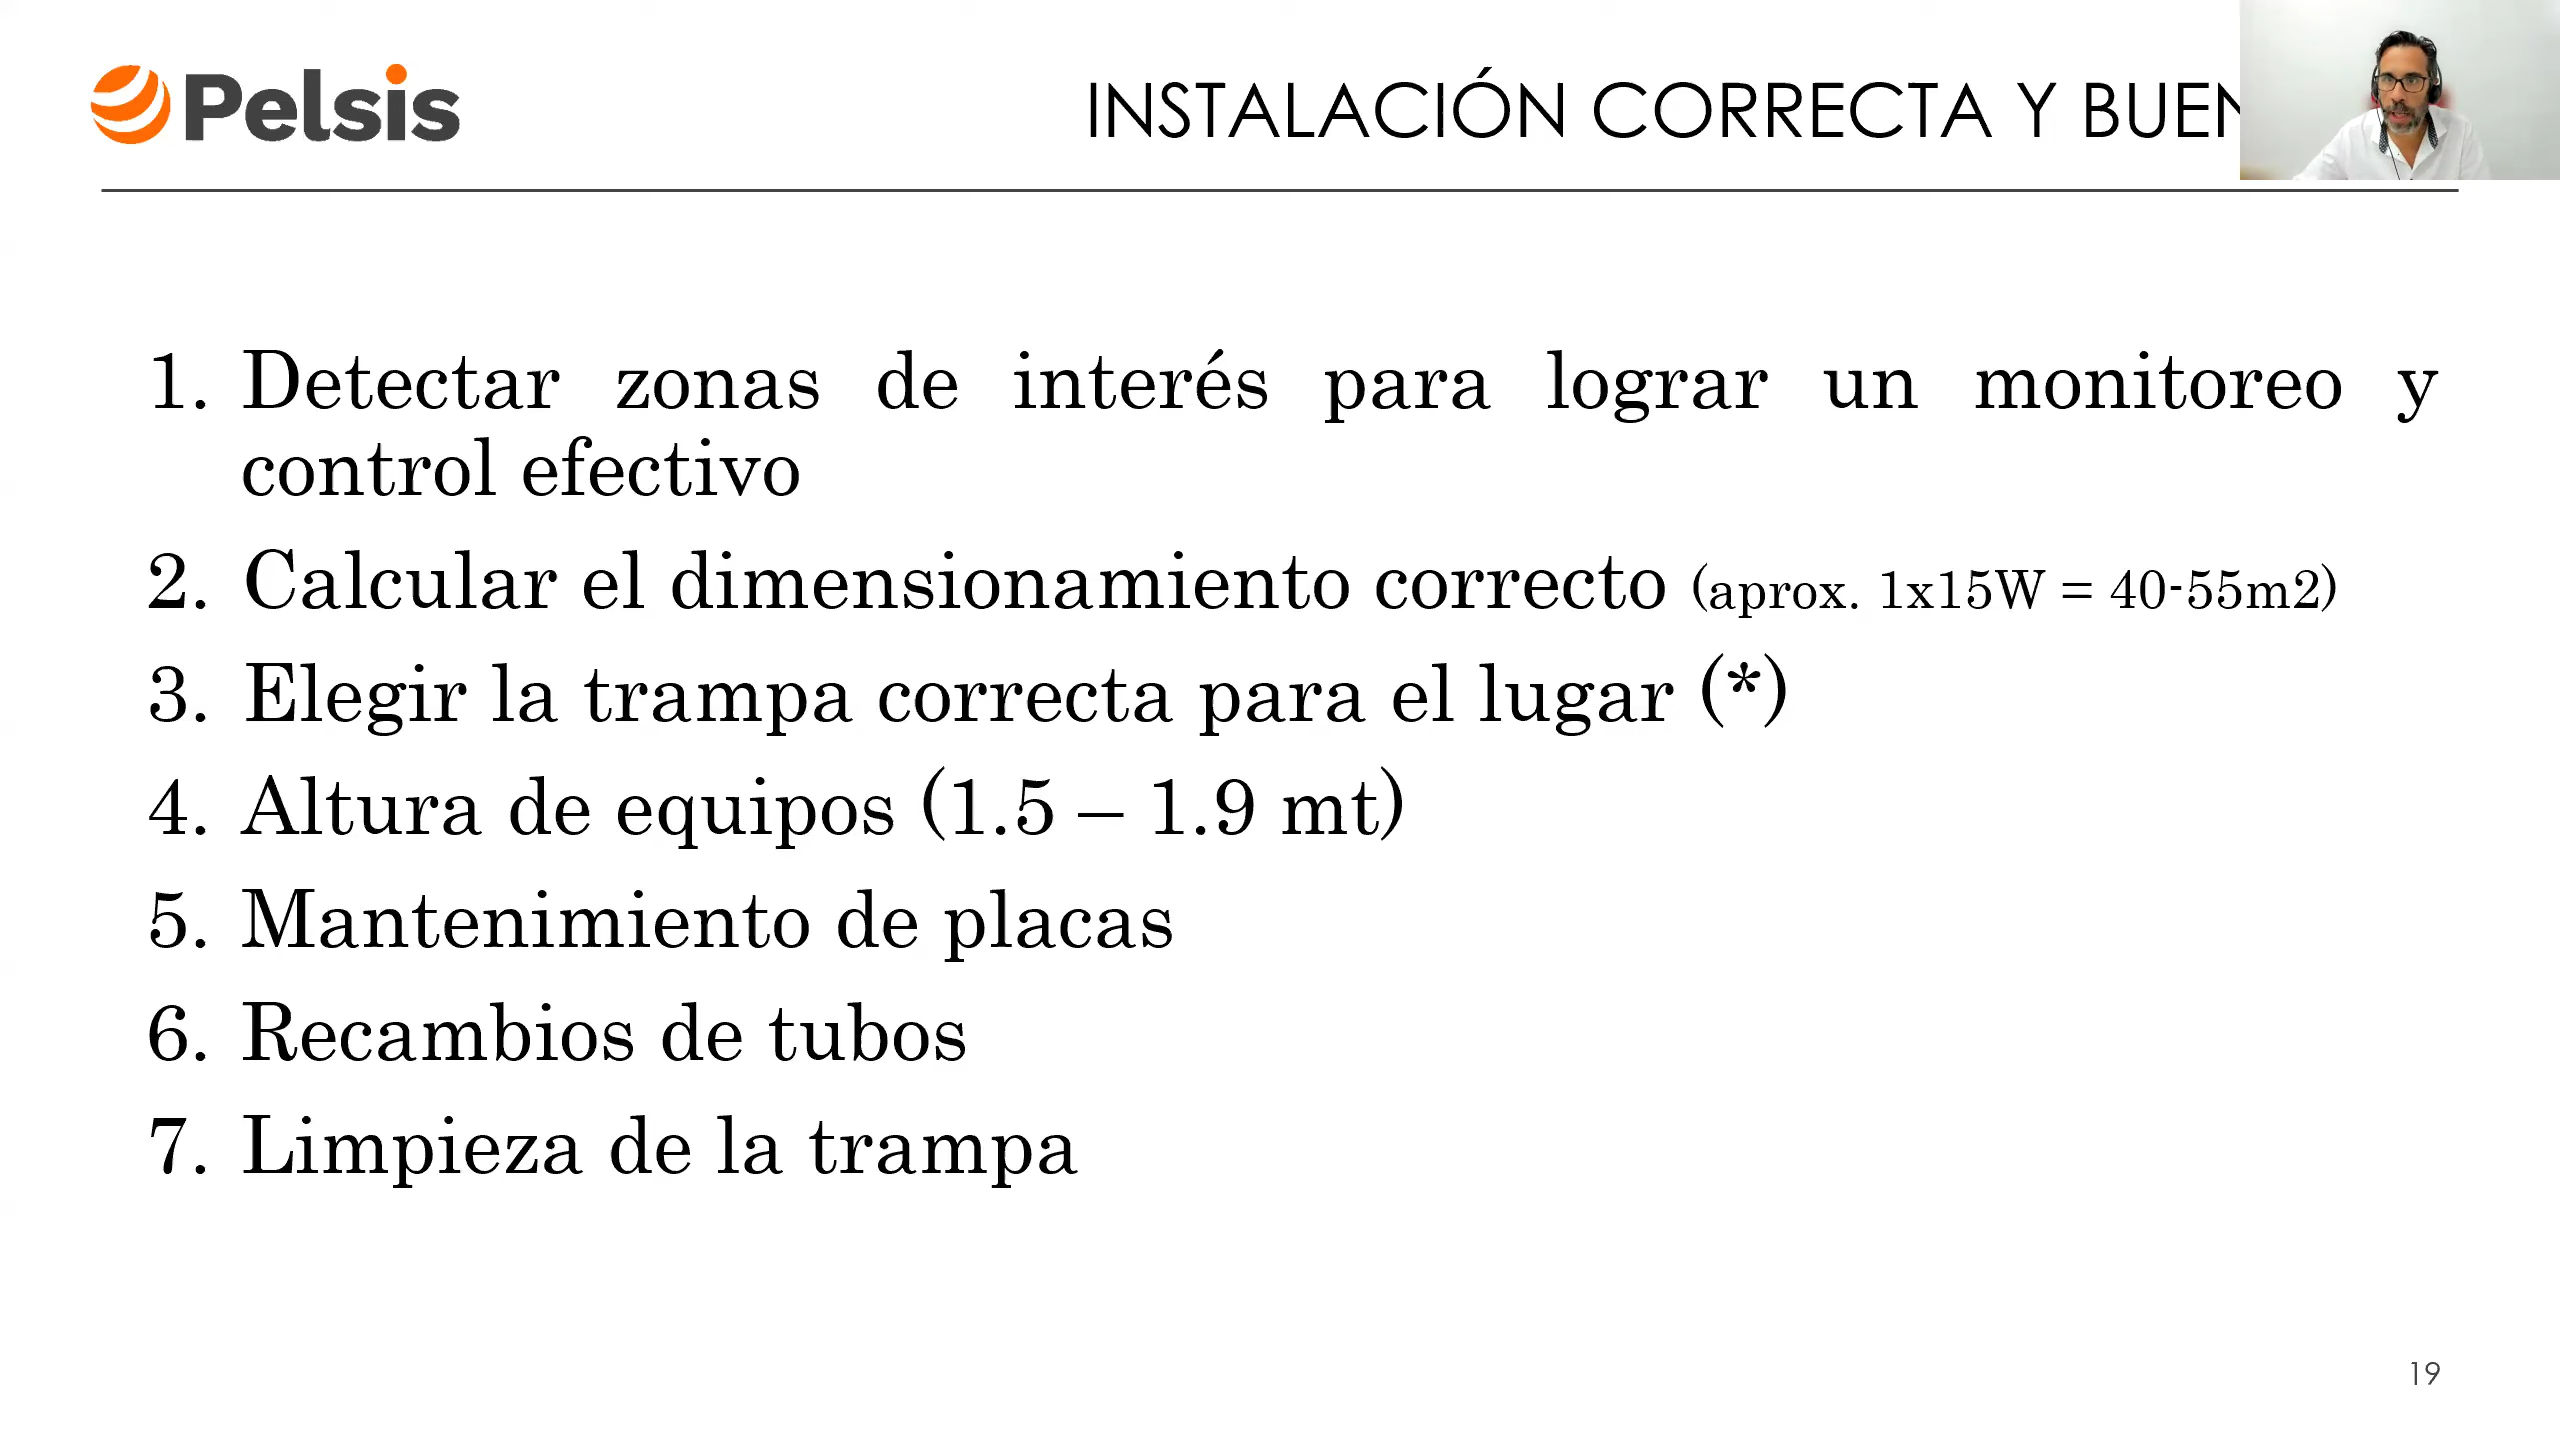 Pelsis
INSTALACIÓN CORRECTA Y
1. Detectar zonas de interés para lograr un monitoreo y
control efectivo
2. Calcular el dimensionamiento correcto (aprox. 1x15W = 40-55m2)
3. Elegir la trampa correcta para el lugar (*)
4. Altura de equipos (1.5 – 1.9 mt)
5. Mantenimiento de placas
6. Recambios de tubos
7. Limpieza de la trampa
19